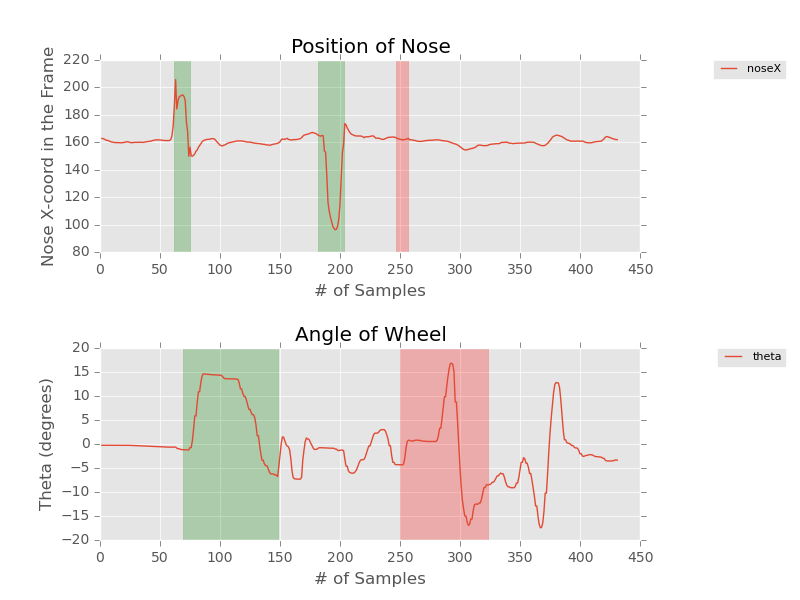 Position of Nose
Nose X-coord in the Frame
220
200
180
160
140
120
100
80
0 50 100 150 200 250 300 350 400 450
# of Samples
noseX
Angle of Wheel
Theta (degrees)
20
15
10
5
0
−5
−10
−15
−20
0 50 100 150 200 250 300 350 400 450
# of Samples
theta